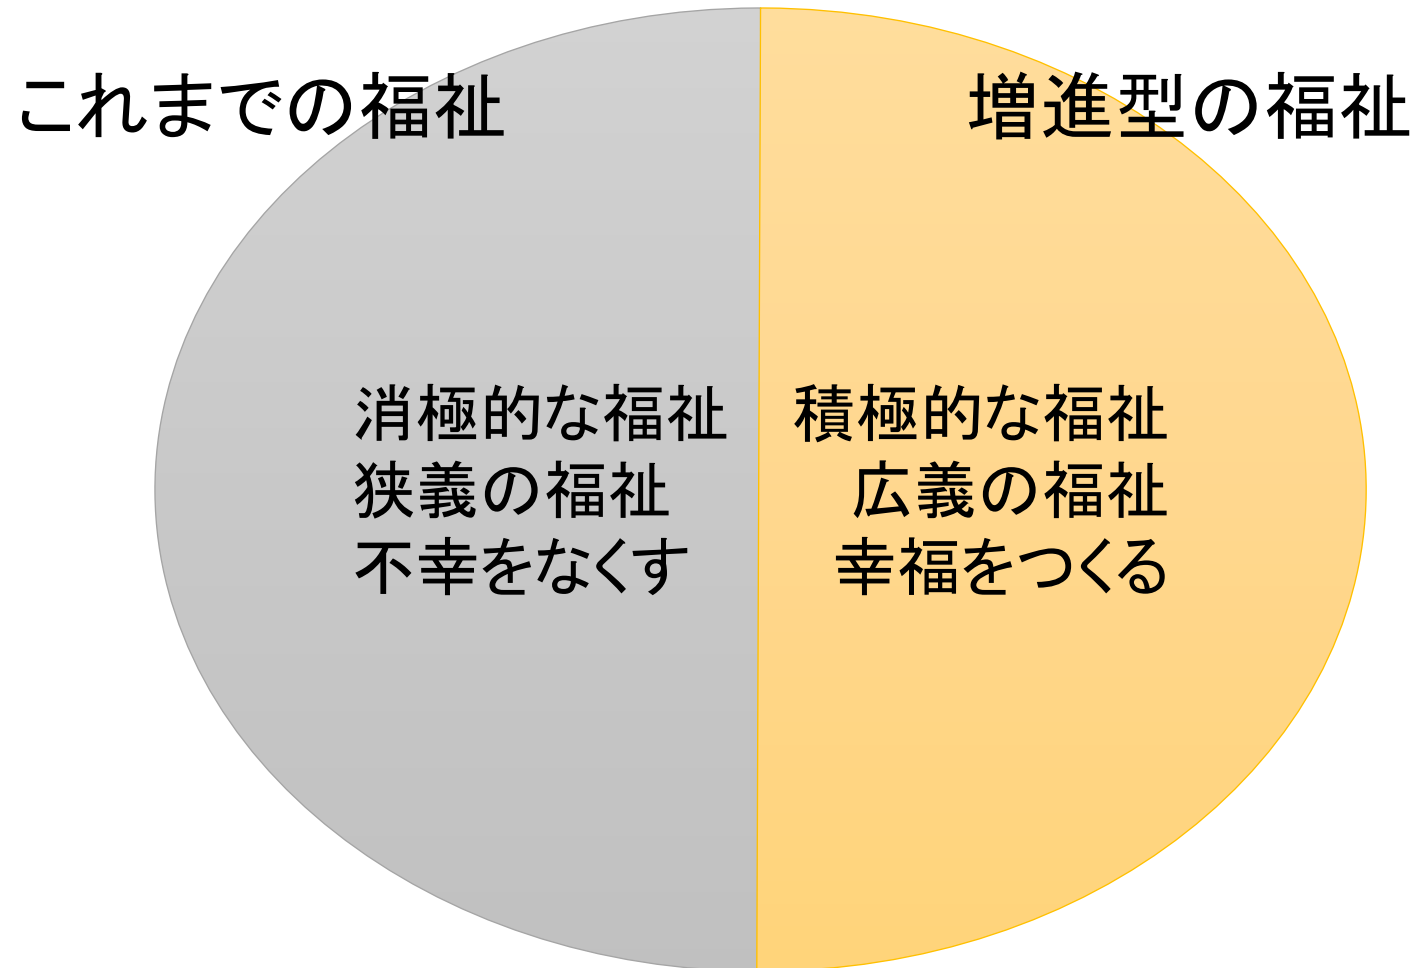 これまでの福祉
増進型の福祉
消極的な福祉
狭義の福祉
不幸をなくす
積極的な福祉
広義の福祉
幸福をつくる